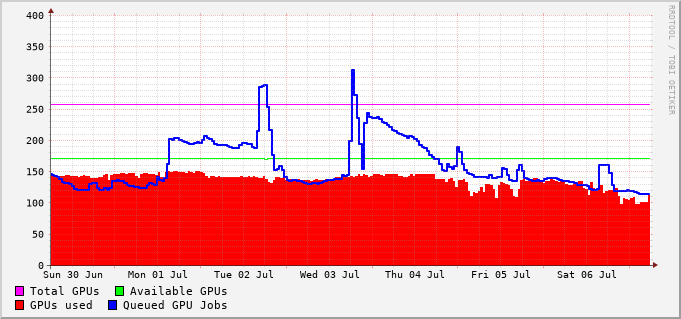 RRDTOOL / TOBI OETIKER
400
350
300
250
200
150
100
50
0
Sun 30 Jun Mon 01 Jul Tue 02 Jul Wed 03 Jul Thu 04 Jul Fri 05 Jul Sat 06 Jul
Total GPUs Available GPUs
GPUs used Queued GPU Jobs